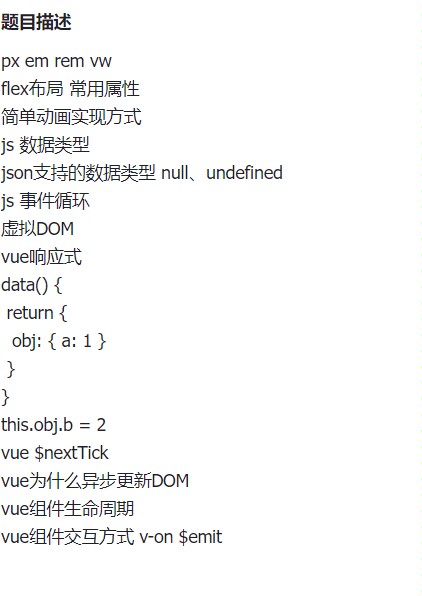 题目描述
px em rem vw
flex布局 常用属性
简单动画实现方式
js 数据类型
json支持的数据类型 null、undefined
js 事件循环
虚拟DOM
vue响应式
data() {
 return {
  obj: { a: 1 }
 }
}
this.obj.b = 2
vue $nextTick
vue为什么异步更新DOM
vue组件生命周期
vue组件交互方式 v-on $emit